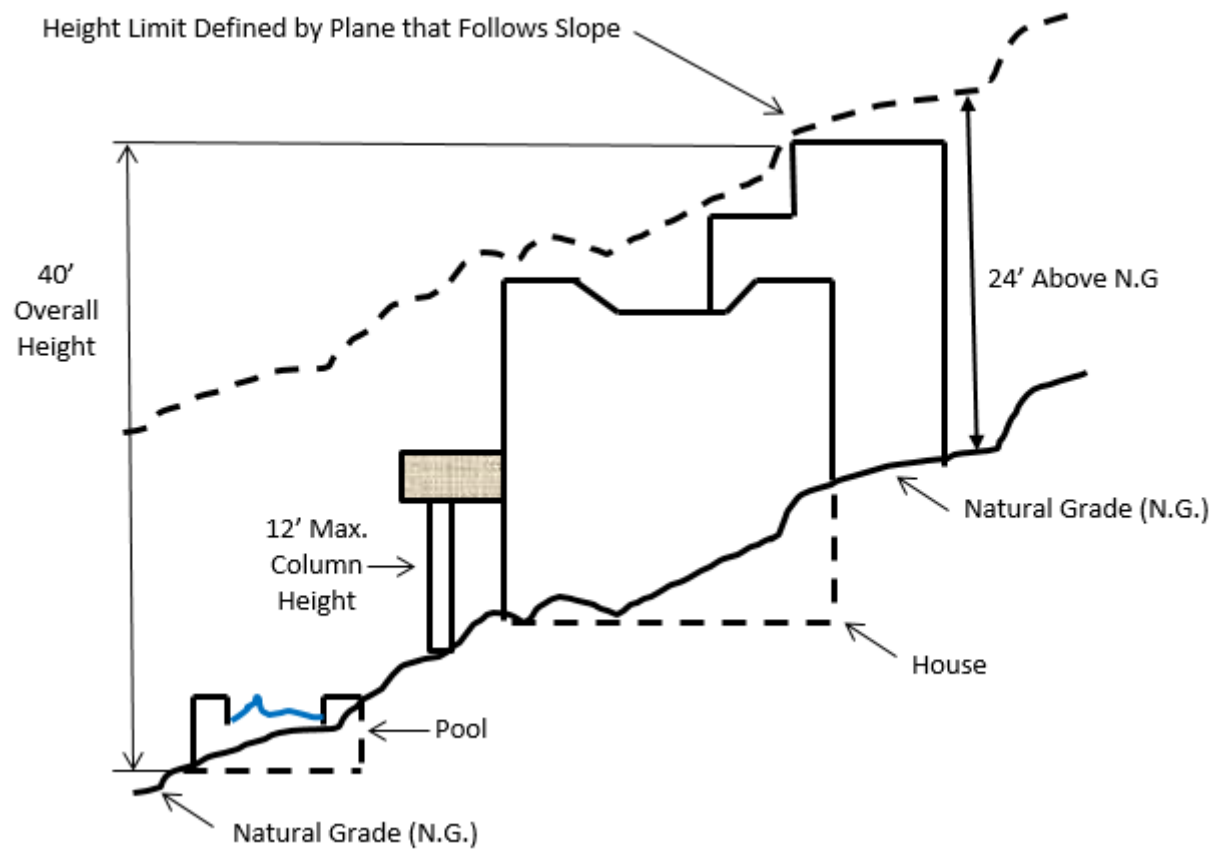 Height Limit Defined by Plane that Follows Slope
40’
Overall
Height
24’ Above N.G
Natural Grade (N.G.)
12’ Max.
Column
Height
House
Pool
Natural Grade (N.G.)